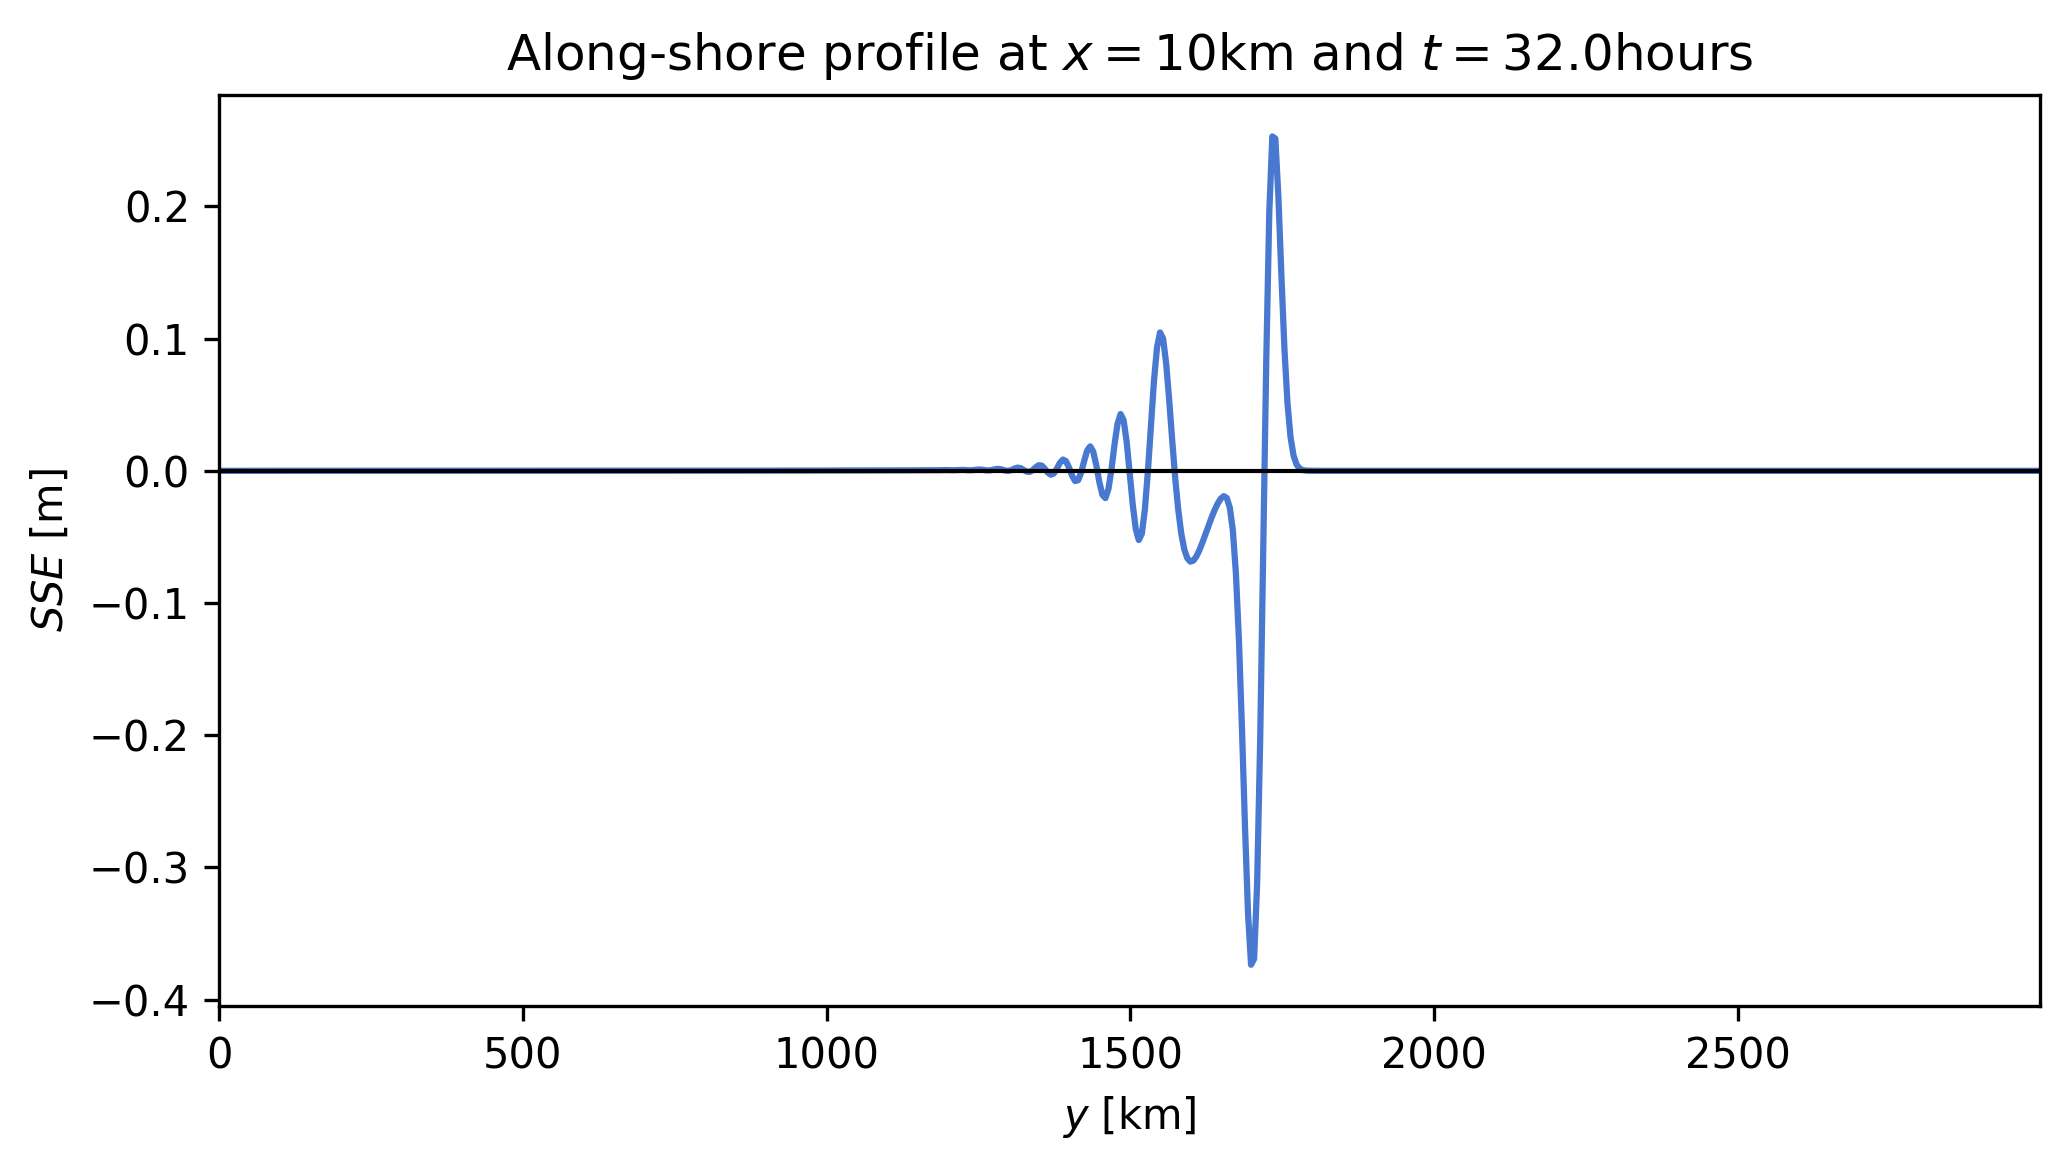 Along-shore profile at x = 10km and t = 32.0hours
SSE [m]
0.2
0.1
0.0
−0.1
−0.2
−0.3
−0.4
0 500 1000 1500 2000 2500
y [km]